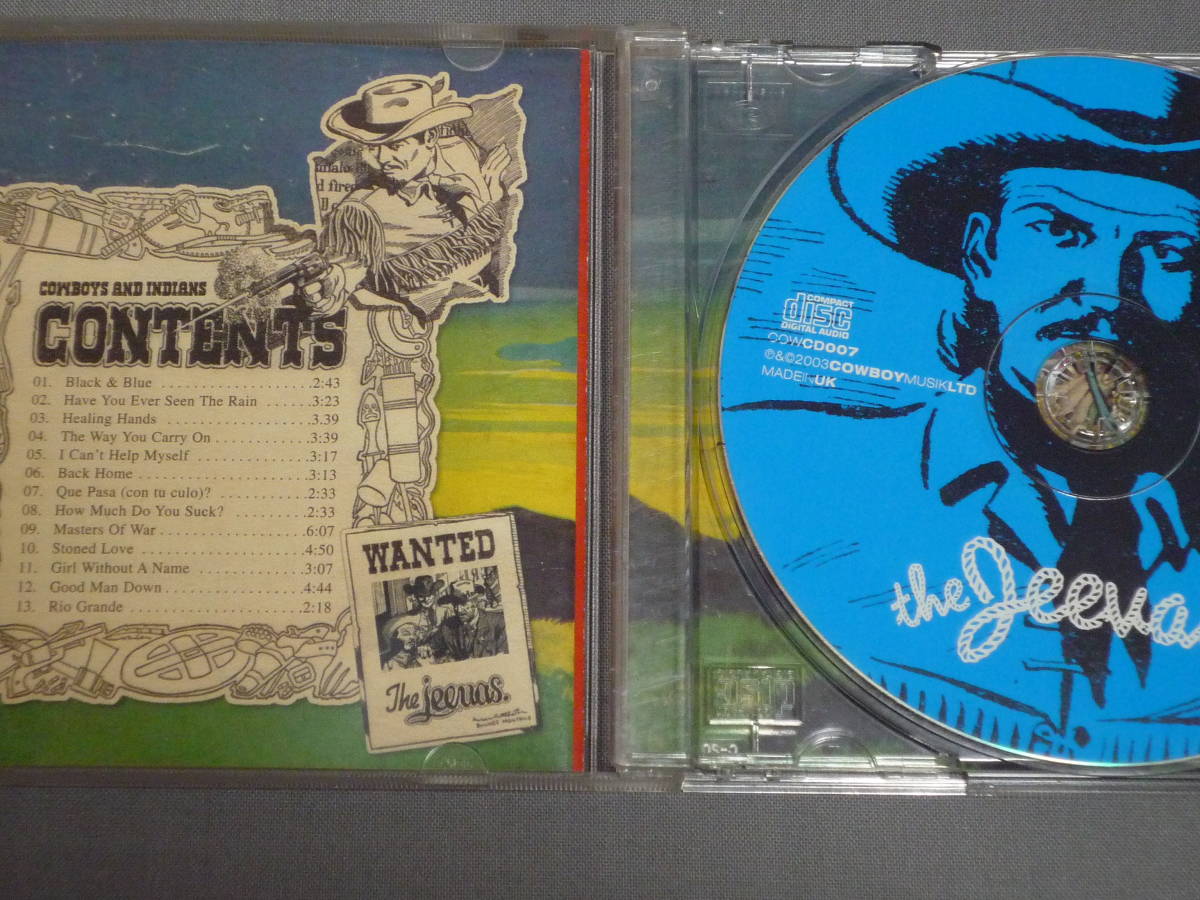 COWBOYS AND INDIANS
CONTENTS
01. Black & Blue ..................2:43
02. Have You Ever Seen The Rain ......3:23
03. Healing Hands ..................3.39
04. The Way You Carry On ............3:39
05. I Can't Help Myself ..............3:17
06. Back Home ....................3:13
07. Que Pasa (con tu culo)? ............2:33
08. How Much Do You Suck? ..........2:33
09. Masters Of War ..................6:07
10. Stoned Love ....................4:50
11. Girl Without A Name ..............3:07
12. Good Man Down ..................4:44
13. Rio Grande ....................2:18
d fire
WANTED
The Jeevas.
COMPACT
disc
DIGITAL AUDIO
COWCD007
℗&©2003COWBOYMUSIKLTD
MADEINUK
the Jeeva